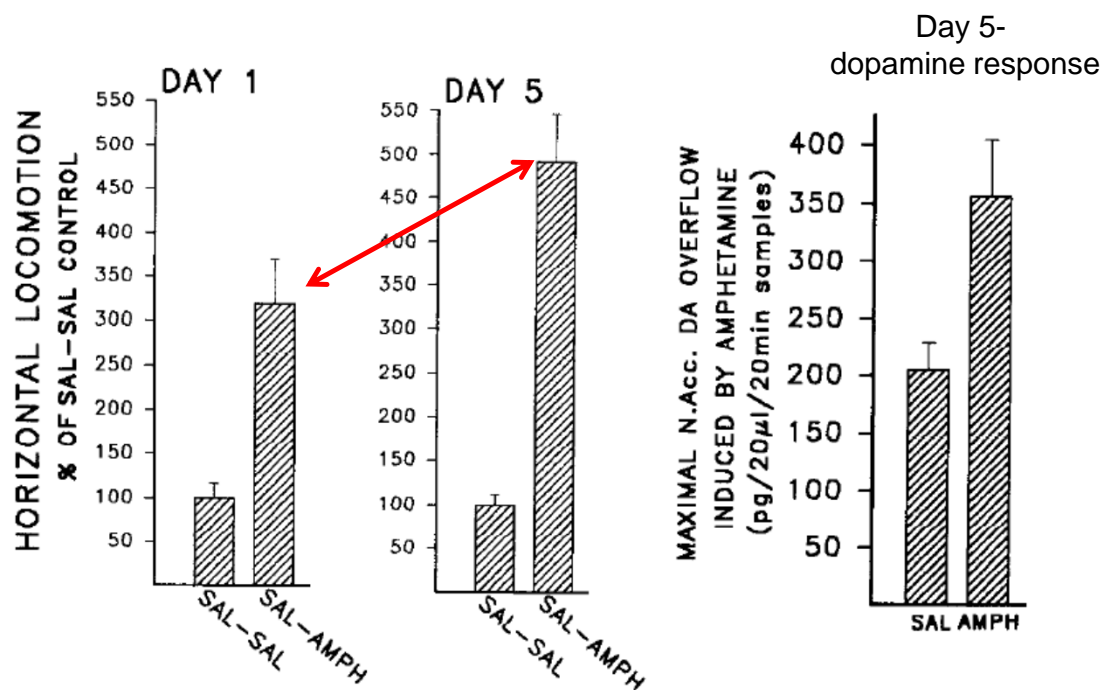 Day 5-
dopamine response
DAY 1
DAY 5
HORIZONTAL LOCOMOTION
% OF SAL-SAL CONTROL
550
500
450
400
350
300
250
200
150
100
50
SAL-SAL
SAL-AMPH
550
500
450
400
350
300
250
200
150
100
50
SAL-SAL
SAL-AMPH
MAXIMAL N.Acc. DA OVERFLOW
INDUCED BY AMPHETAMINE
(pg/20µl/20min samples)
400
350
300
250
200
150
100
50
SAL AMPH